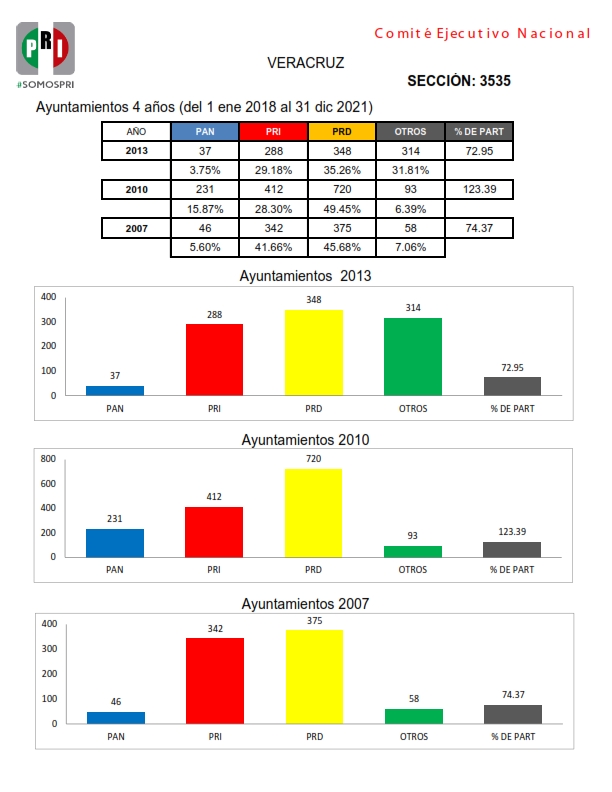 Comité Ejecutivo Nacional
PRI
#SOMOSPRI
VERACRUZ
SECCIÓN: 3535
Ayuntamientos 4 años (del 1 ene 2018 al 31 dic 2021)
AÑO PAN PRI PRD OTROS % DE PART
2013 37 288 348 314 72.95
3.75% 29.18% 35.26% 31.81%
2010 231 412 720 93 123.39
15.87% 28.30% 49.45% 6.39%
2007 46 342 375 58 74.37
5.60% 41.66% 45.68% 7.06%
Ayuntamientos 2013
400
300
200
100
0
37 288 348 314 72.95
PAN PRI PRD OTROS % DE PART
Ayuntamientos 2010
800
600
400
200
0
231 412 720 93 123.39
PAN PRI PRD OTROS % DE PART
Ayuntamientos 2007
400
300
200
100
0
46 342 375 58 74.37
PAN PRI PRD OTROS % DE PART